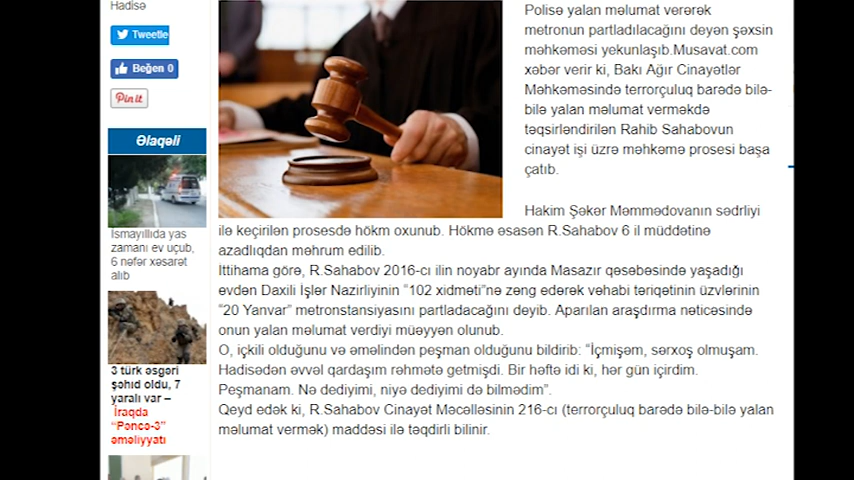 Hadisə
Tweetle
Beğen 0
Pin it
Əlaqəli
İsmayıllıda yas
zamanı ev uçub,
6 nəfər xəsarət
alıb
3 türk əsgəri
şəhid oldu, 7
yaralı var –
İraqda
“Pəncə-3”
əməliyyatı
Polisə yalan məlumat verərək
metronun partladılacağını deyən şəxsin
məhkəməsi yekunlaşıb.Musavat.com
xəbər verir ki, Bakı Ağır Cinayətlər
Məhkəməsində terrorçuluq barədə bilə-
bilə yalan məlumat verməkdə
təqsirləndirilən Rahib Sahabovun
cinayət işi üzrə məhkəmə prosesi başa
çatıb.
Hakim Şəkər Məmmədovanın sədrliyi
ilə keçirilən prosesdə hökm oxunub. Hökmə əsasən R.Sahabov 6 il müddətinə
azadlıqdan məhrum edilib.
Ittihama görə, R.Sahabov 2016-cı ilin noyabr ayında Masazır qəsəbəsində yaşadığı
evdən Daxili İşlər Nazirliyinin “102 xidməti”nə zəng edərək vəhabi təriqətinin üzvlərinin
“20 Yanvar” metronstansiyasını partladacağını deyib. Aparılan araşdırma nəticəsində
onun yalan məlumat verdiyi müəyyən olunub.
O, içkili olduğunu və əməlindən peşman olduğunu bildirib: “İçmişəm, sərxoş olmuşam.
Hadisədən əvvəl qardaşım rəhmətə getmişdi. Bir həftə idi ki, hər gün içirdim.
Peşmanam. Nə dediyimi, niyə dediyimi də bilmədim”.
Qeyd edək ki, R.Sahabov Cinayət Məcəlləsinin 216-cı (terrorçuluq barədə bilə-bilə yalan
məlumat vermək) maddəsi ilə təqdirli bilinir.